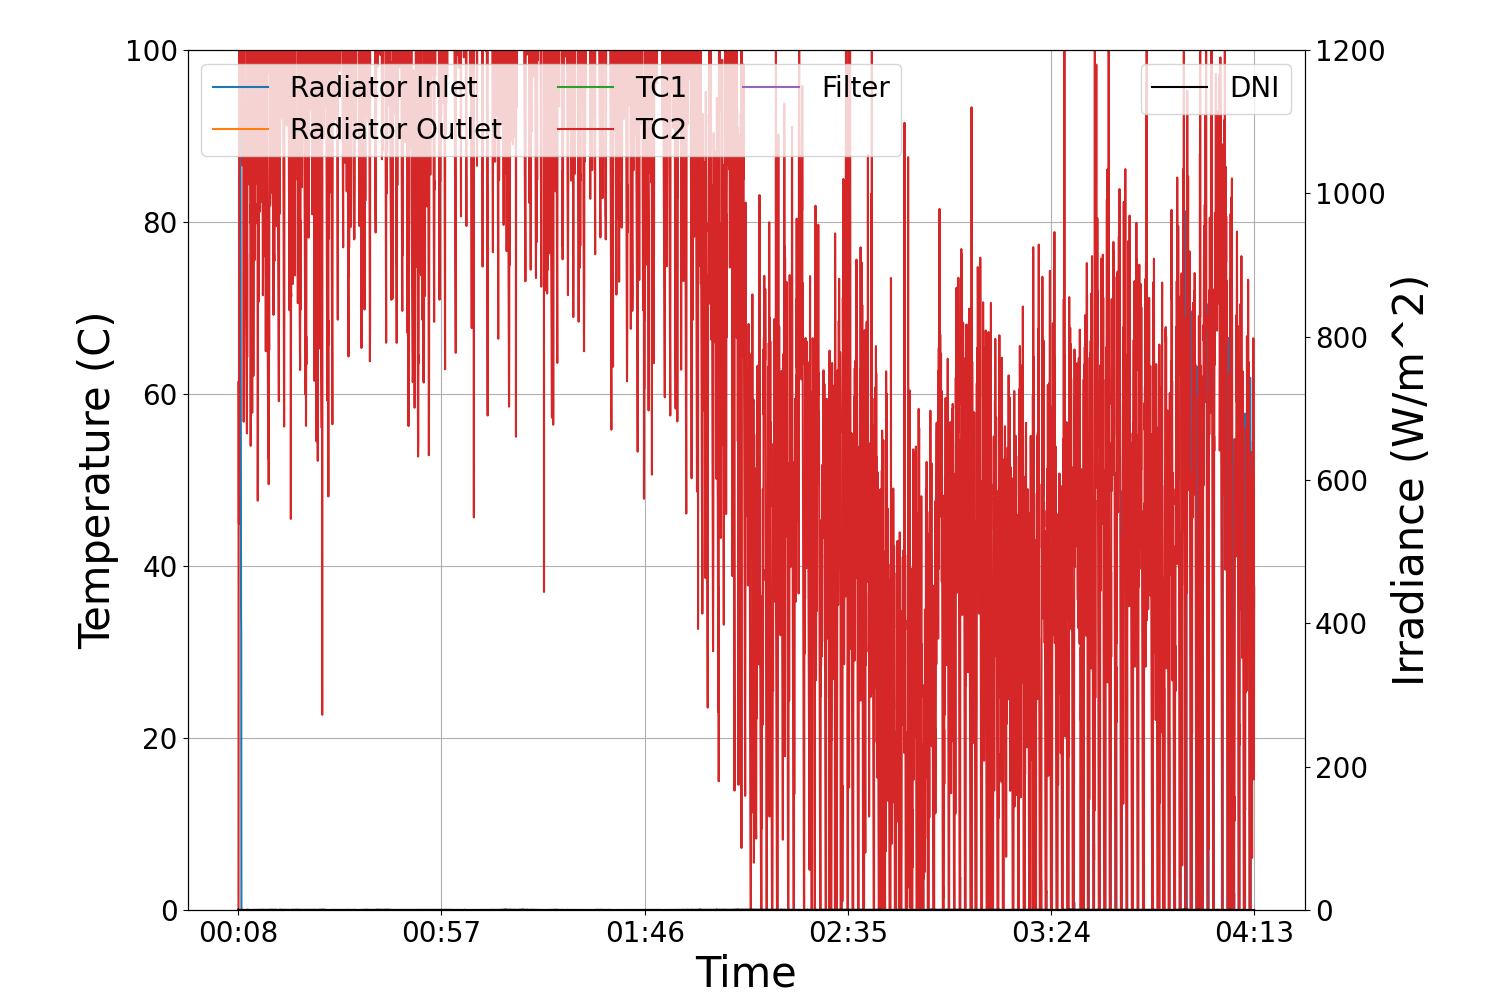 100
80
60
40
20
0
Temperature (C)
Radiator Inlet
Radiator Outlet
TC1
TC2
Filter
DNI
1200
1000
800
600
400
200
0
Irradiance (W/m^2)
00:08
00:57
01:46
02:35
03:24
04:13
Time